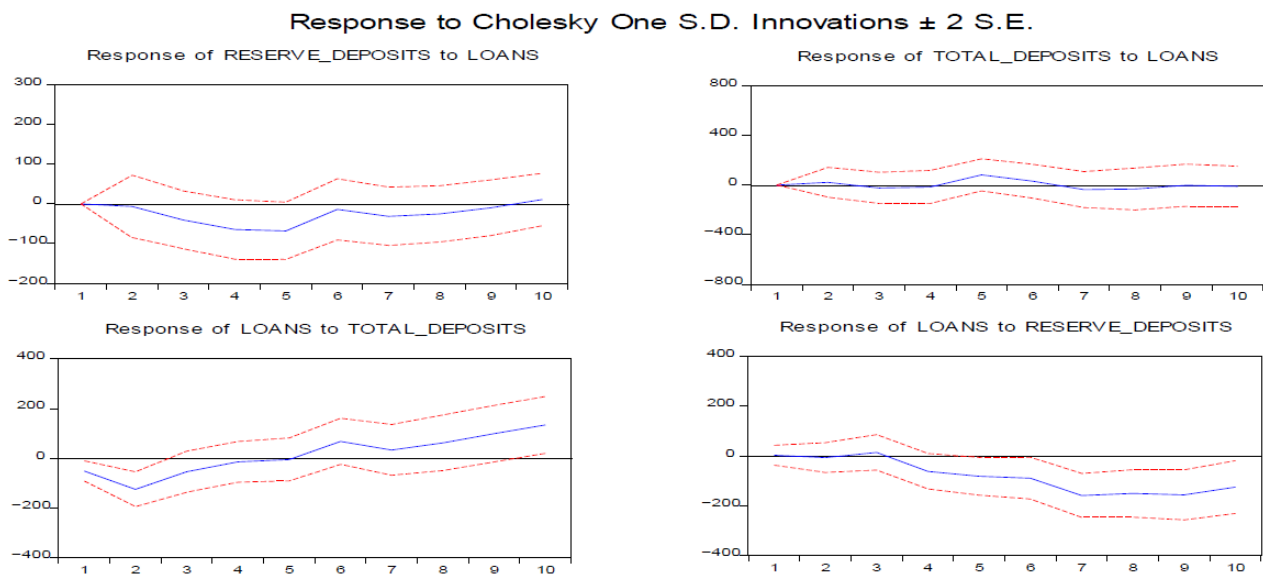 Response to Cholesky One S.D. Innovations ± 2 S.E.
Response of RESERVE_DEPOSITS to LOANS
300
200
100
0
−100
−200
1 2 3 4 5 6 7 8 9 10
Response of TOTAL_DEPOSITS to LOANS
800
400
0
−400
−800
1 2 3 4 5 6 7 8 9 10
Response of LOANS to TOTAL_DEPOSITS
400
200
0
−200
−400
1 2 3 4 5 6 7 8 9 10
Response of LOANS to RESERVE_DEPOSITS
400
200
0
−200
−400
1 2 3 4 5 6 7 8 9 10